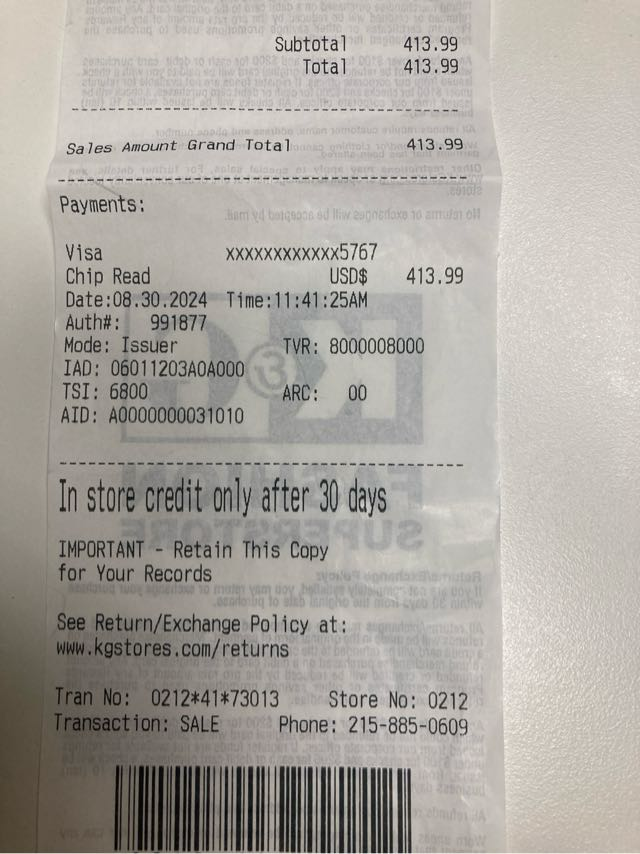 Subtotal 413.99
Total 413.99
Sales Amount Grand Total 413.99
Payments:
Visa xxxxxxxxxxxx5767
Chip Read USD$ 413.99
Date:08.30.2024 Time:11:41:25AM
Auth#: 991877
Mode: Issuer TVR: 8000008000
IAD: 06011203A0A000
TSI: 6800 ARC: 00
AID: A0000000031010
In store credit only after 30 days
IMPORTANT - Retain This Copy
for Your Records
See Return/Exchange Policy at:
www.kgstores.com/returns
Tran No: 0212*41*73013 Store No: 0212
Transaction: SALE Phone: 215-885-0609